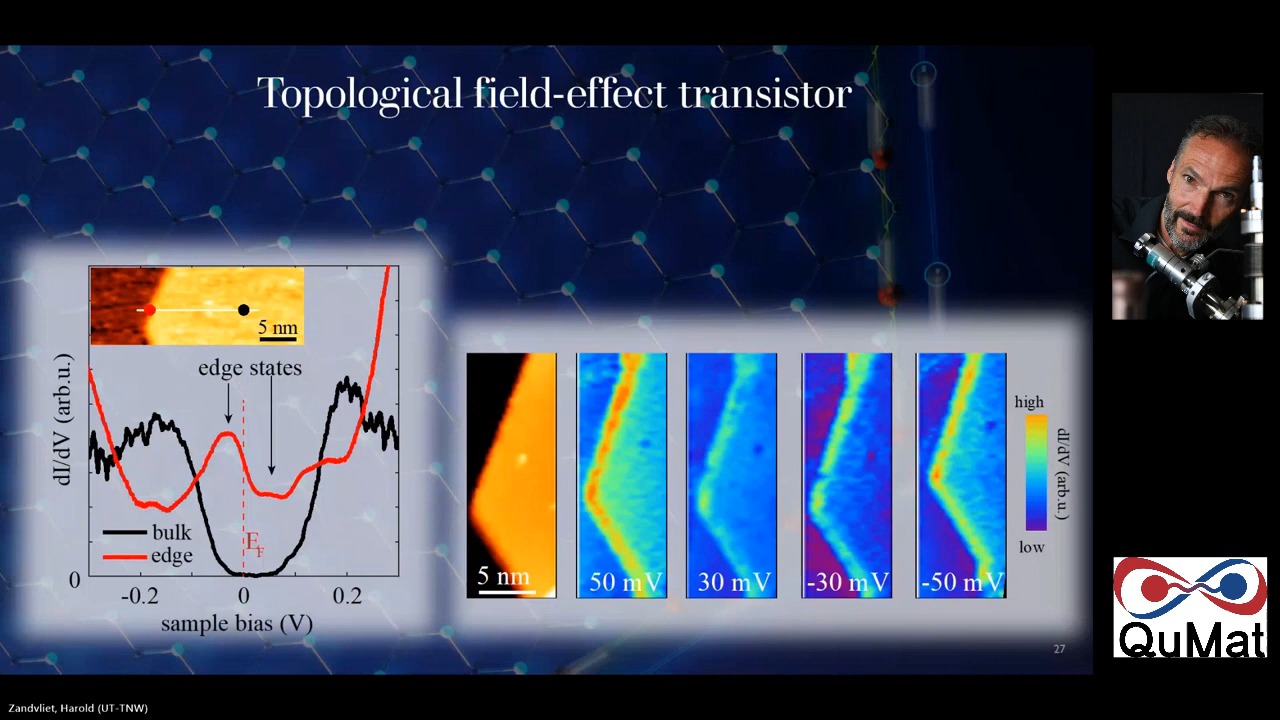 Topological field-effect transistor
5 nm
edge states
dI/dV (arb.u.)
bulk
edge
E_F
0
-0.2 0 0.2
sample bias (V)
5 nm
50 mV
30 mV
-30 mV
-50 mV
high
dI/dV (arb.u.)
low
27
QuMat
Zandvliet, Harold (UT-TNW)